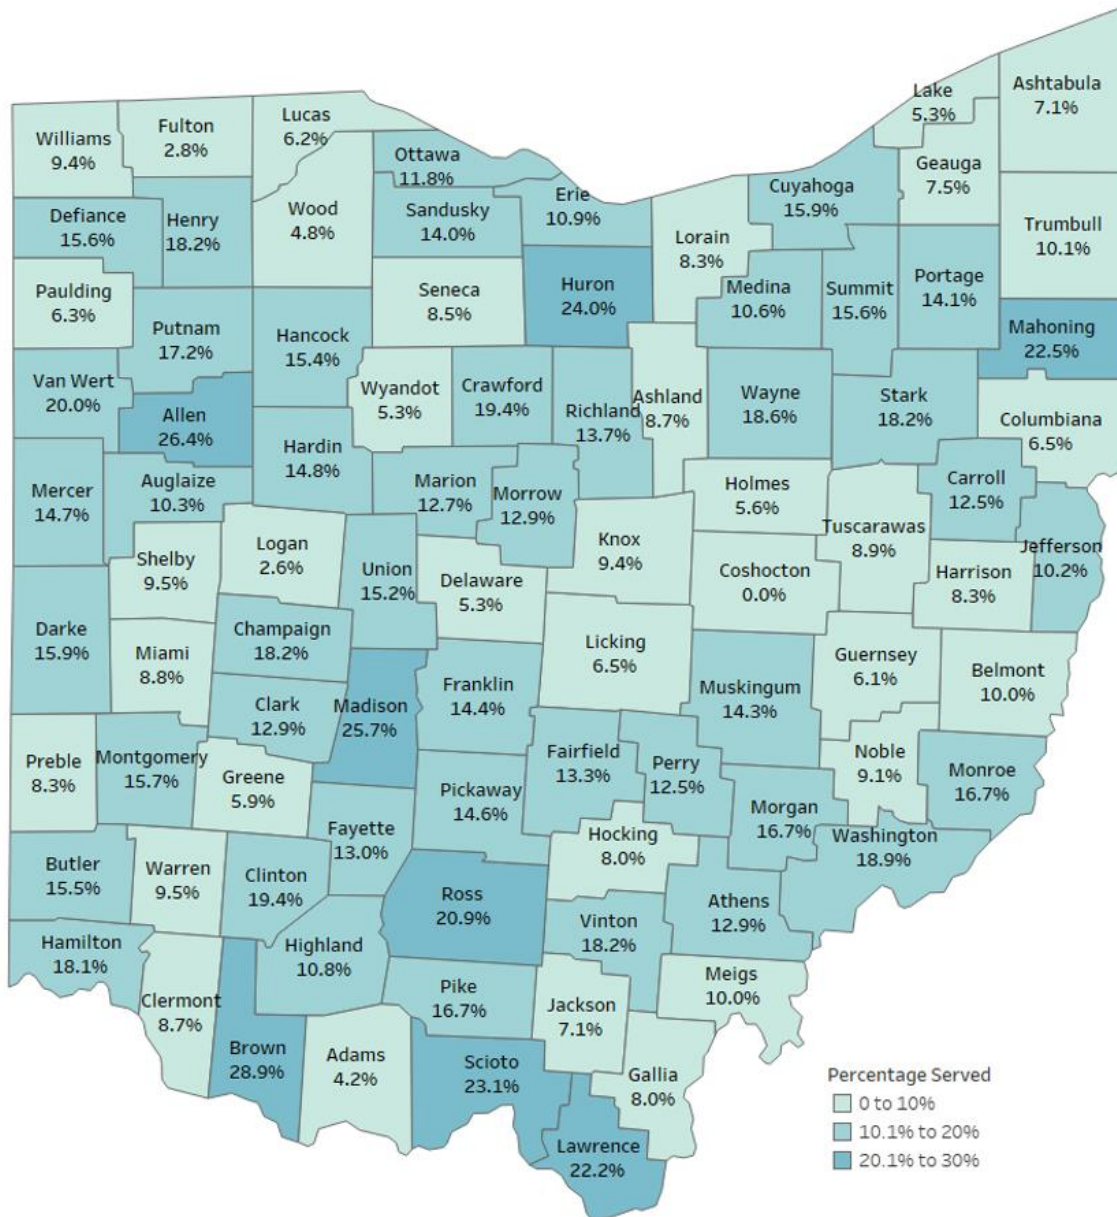 Lake
5.3%
Ashtabula
7.1%
Williams
9.4%
Fulton
2.8%
Lucas
6.2%
Ottawa
11.8%
Geauga
7.5%
Cuyahoga
15.9%
Defiance
15.6%
Henry
18.2%
Wood
4.8%
Sandusky
14.0%
Erie
10.9%
Lorain
8.3%
Trumbull
10.1%
Paulding
6.3%
Seneca
8.5%
Huron
24.0%
Medina
10.6%
Summit
15.6%
Portage
14.1%
Putnam
17.2%
Hancock
15.4%
Mahoning
22.5%
Van Wert
20.0%
Allen
26.4%
Wyandot
5.3%
Crawford
19.4%
Richland
13.7%
Ashland
8.7%
Wayne
18.6%
Stark
18.2%
Columbiana
6.5%
Mercer
14.7%
Auglaize
10.3%
Hardin
14.8%
Marion
12.7%
Morrow
12.9%
Holmes
5.6%
Carroll
12.5%
Tuscarawas
8.9%
Jefferson
10.2%
Shelby
9.5%
Logan
2.6%
Union
15.2%
Delaware
5.3%
Knox
9.4%
Coshocton
0.0%
Harrison
8.3%
Darke
15.9%
Miami
8.8%
Champaign
18.2%
Licking
6.5%
Guernsey
6.1%
Belmont
10.0%
Clark
12.9%
Madison
25.7%
Franklin
14.4%
Muskingum
14.3%
Preble
8.3%
Montgomery
15.7%
Greene
5.9%
Pickaway
14.6%
Fairfield
13.3%
Perry
12.5%
Noble
9.1%
Monroe
16.7%
Morgan
16.7%
Fayette
13.0%
Hocking
8.0%
Washington
18.9%
Butler
15.5%
Warren
9.5%
Clinton
19.4%
Ross
20.9%
Athens
12.9%
Vinton
18.2%
Hamilton
18.1%
Highland
10.8%
Clermont
8.7%
Pike
16.7%
Jackson
7.1%
Meigs
10.0%
Brown
28.9%
Adams
4.2%
Scioto
23.1%
Gallia
8.0%
Lawrence
22.2%
Percentage Served
0 to 10%
10.1% to 20%
20.1% to 30%